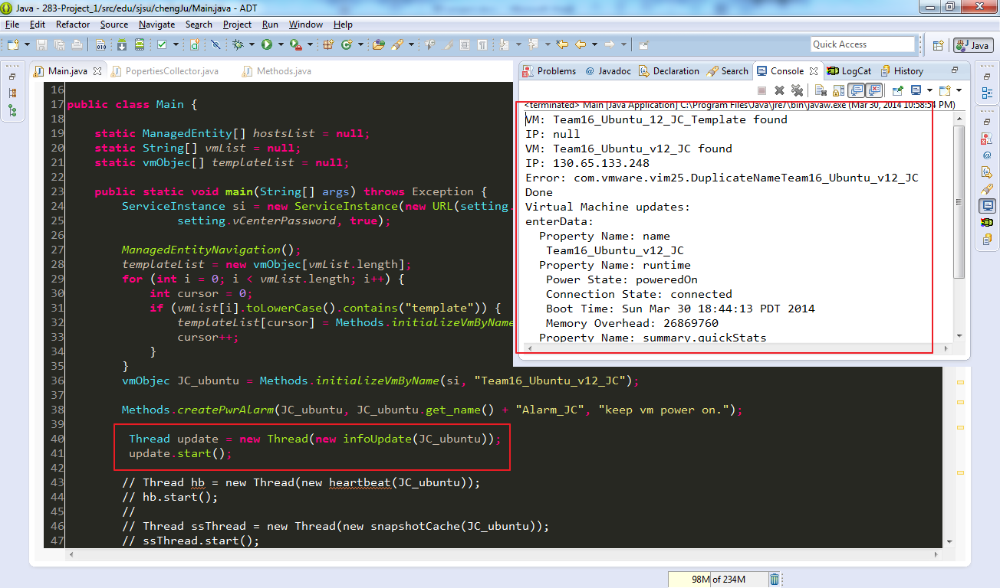 Java - 283-Project_1/src/edu/sjsu/chengJu/Main.java - ADT
File Edit Refactor Source Navigate Search Project Run Window Help
Quick Access
Java
Main.java PopertiesCollector.java Methods.java
16
17 public class Main {
18
19 static ManagedEntity[] hostsList = null;
20 static String[] vmList = null;
21 static vmObjec[] templateList = null;
22
23 public static void main(String[] args) throws Exception {
24 ServiceInstance si = new ServiceInstance(new URL(setting.
25 setting.vCenterPassword, true);
26
27 ManagedEntityNavigation();
28 templateList = new vmObjec[vmList.length];
29 for (int i = 0; i < vmList.length; i++) {
30 int cursor = 0;
31 if (vmList[i].toLowerCase().contains("template")) {
32 templateList[cursor] = Methods.initializeVmByName
33 cursor++;
34 }
35 }
36 vmObjec JC_ubuntu = Methods.initializeVmByName(si, "Team16_Ubuntu_v12_JC");
37
38 Methods.createPwrAlarm(JC_ubuntu, JC_ubuntu.get_name() + "Alarm_JC", "keep vm power on.");
39
40 Thread update = new Thread(new infoUpdate(JC_ubuntu));
41 update.start();
42
43 // Thread hb = new Thread(new heartbeat(JC_ubuntu));
44 // hb.start();
45 //
46 // Thread ssThread = new Thread(new snapshotCache(JC_ubuntu));
47 // ssThread.start();
Problems Javadoc Declaration Search Console LogCat History
<terminated> Main [Java Application] C:\Program Files\Java\jre7\bin\javaw.exe (Mar 30, 2014 10:58:54 PM)
VM: Team16_Ubuntu_12_JC_Template found
IP: null
VM: Team16_Ubuntu_v12_JC found
IP: 130.65.133.248
Error: com.vmware.vim25.DuplicateNameTeam16_Ubuntu_v12_JC
Done
Virtual Machine updates:
enterData:
Property Name: name
Team16_Ubuntu_v12_JC
Property Name: runtime
Power State: poweredOn
Connection State: connected
Boot Time: Sun Mar 30 18:44:13 PDT 2014
Memory Overhead: 26869760
Property Name: summary.quickStats
98M of 234M